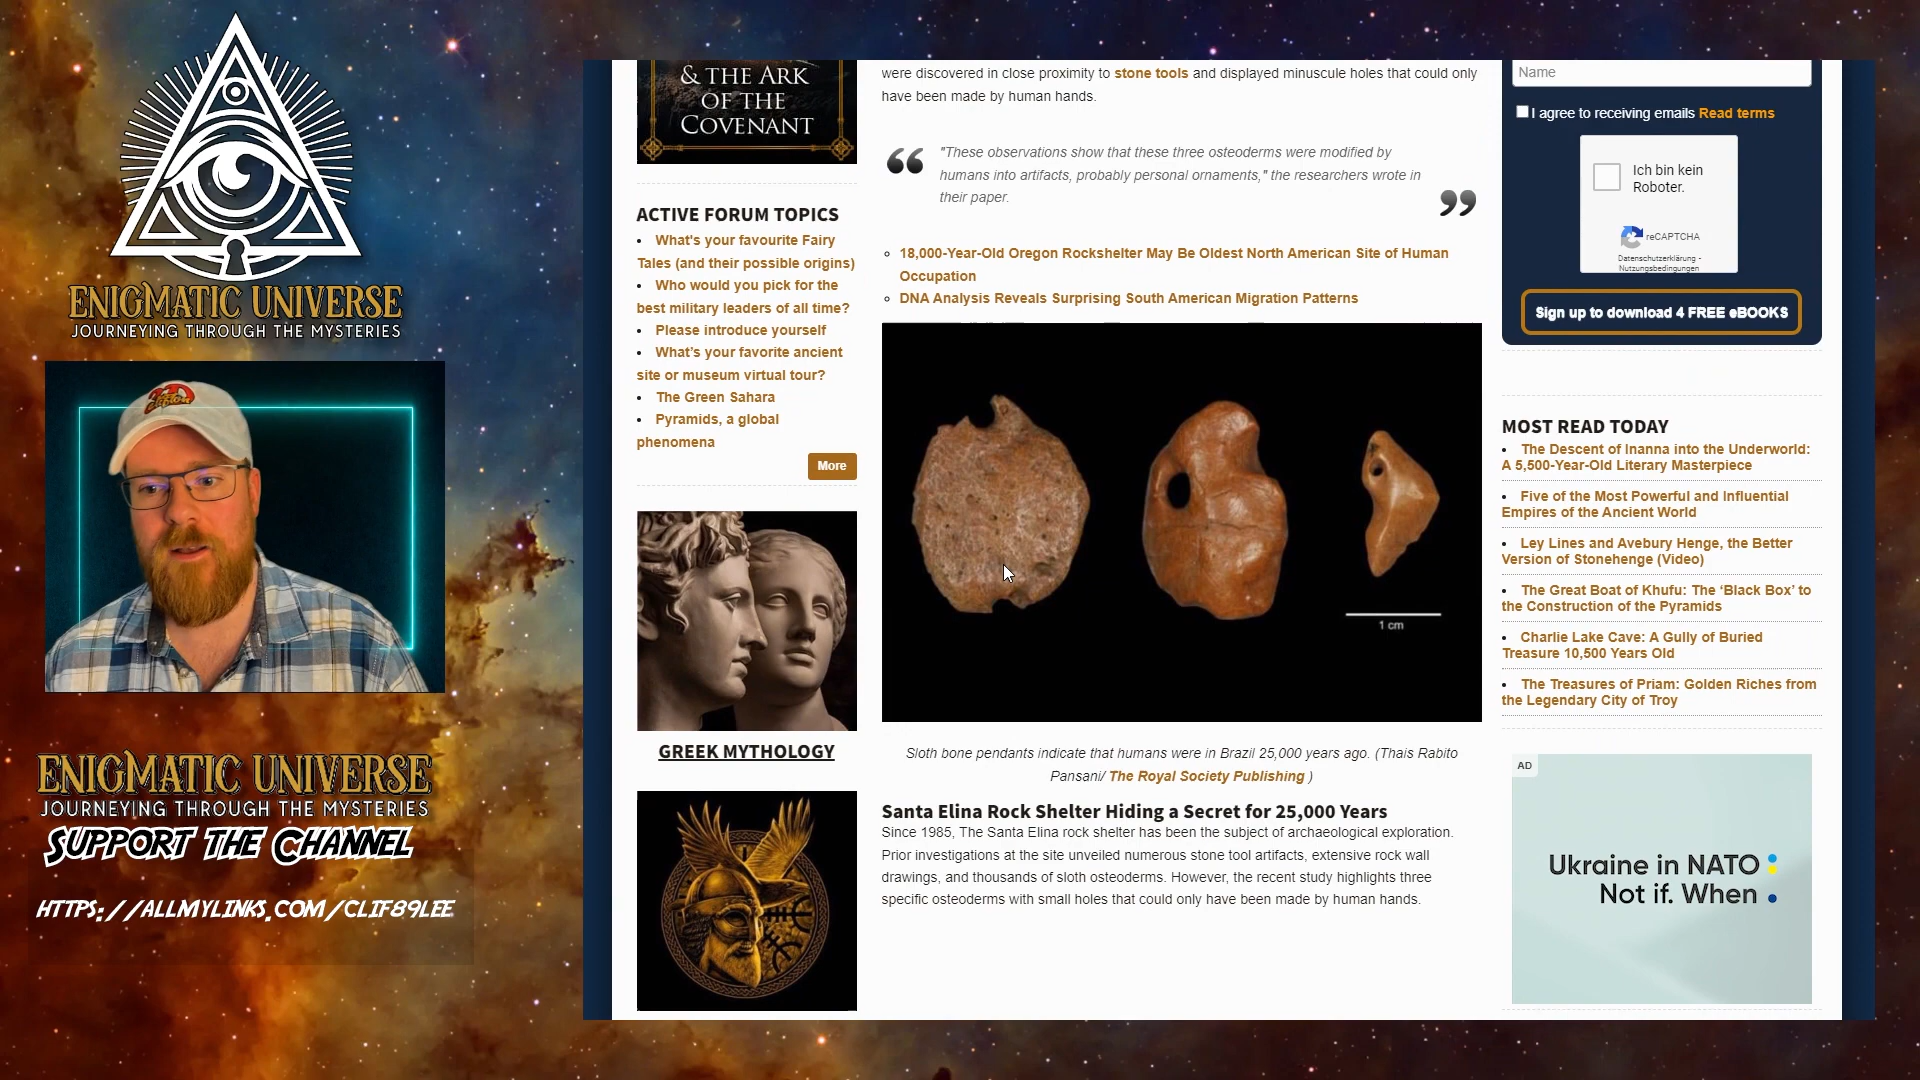 ENIGMATIC UNIVERSE
JOURNEYING THROUGH THE MYSTERIES
ENIGMATIC UNIVERSE
JOURNEYING THROUGH THE MYSTERIES
SUPPORT THE CHANNEL
HTTPS://ALLMYLINKS.COM/CLIF89LEE
& THE ARK
OF THE
COVENANT
ACTIVE FORUM TOPICS
• What's your favourite Fairy
Tales (and their possible origins)
• Who would you pick for the
best military leaders of all time?
• Please introduce yourself
• What's your favorite ancient
site or museum virtual tour?
• The Green Sahara
• Pyramids, a global
phenomena
More
GREEK MYTHOLOGY
were discovered in close proximity to stone tools and displayed minuscule holes that could only
have been made by human hands.
"These observations show that these three osteoderms were modified by
humans into artifacts, probably personal ornaments," the researchers wrote in
their paper.
18,000-Year-Old Oregon Rockshelter May Be Oldest North American Site of Human
Occupation
DNA Analysis Reveals Surprising South American Migration Patterns
1 cm
Sloth bone pendants indicate that humans were in Brazil 25,000 years ago. (Thais Rabito
Pansani/ The Royal Society Publishing )
Santa Elina Rock Shelter Hiding a Secret for 25,000 Years
Since 1985, The Santa Elina rock shelter has been the subject of archaeological exploration.
Prior investigations at the site unveiled numerous stone tool artifacts, extensive rock wall
drawings, and thousands of sloth osteoderms. However, the recent study highlights three
specific osteoderms with small holes that could only have been made by human hands.
Name
I agree to receiving emails Read terms
Ich bin kein
Roboter.
reCAPTCHA
Datenschutzerklärung -
Nutzungsbedingungen
Sign up to download 4 FREE eBOOKS
MOST READ TODAY
• The Descent of Inanna into the Underworld:
A 5,500-Year-Old Literary Masterpiece
• Five of the Most Powerful and Influential
Empires of the Ancient World
• Ley Lines and Avebury Henge, the Better
Version of Stonehenge (Video)
• The Great Boat of Khufu: The ‘Black Box’ to
the Construction of the Pyramids
• Charlie Lake Cave: A Gully of Buried
Treasure 10,500 Years Old
• The Treasures of Priam: Golden Riches from
the Legendary City of Troy
AD
Ukraine in NATO
Not if. When